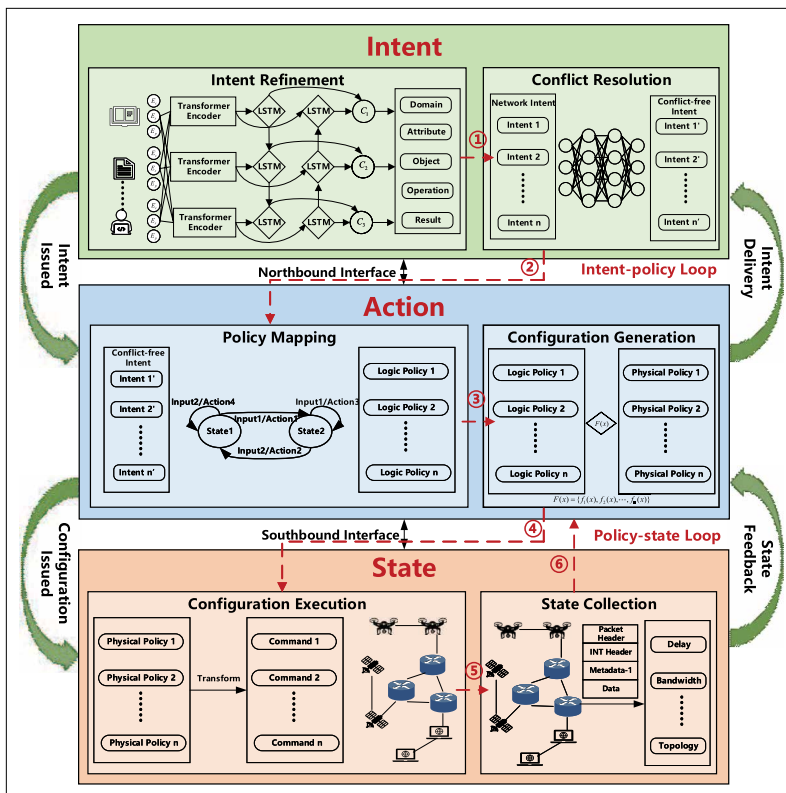 Intent
Intent Refinement
Transformer
Encoder
LSTM
LSTM
C1
Transformer
Encoder
LSTM
LSTM
C2
Transformer
Encoder
LSTM
LSTM
C3
Domain
Attribute
Object
Operation
Result
①
Conflict Resolution
Network Intent
Intent 1
Intent 2
Intent n
Conflict-free
Intent
Intent 1'
Intent 2'
Intent n'
Intent
Issued
Intent
Delivery
Northbound Interface
②
Intent-policy Loop
Action
Policy Mapping
Conflict-free
Intent
Intent 1'
Intent 2'
Intent n'
Input2/Action4
Input1/Action3
Input1/Action1
State1
State2
Input2/Action2
Logic Policy 1
Logic Policy 2
Logic Policy n
③
Configuration Generation
Logic Policy 1
Logic Policy 2
Logic Policy n
F(x)
Physical Policy 1
Physical Policy 2
Physical Policy n
Configuration
Issued
State
Feedback
Southbound Interface
④
⑥
Policy-state Loop
State
Configuration Execution
Physical Policy 1
Physical Policy 2
Physical Policy n
Transform
Command 1
Command 2
Command n
⑤
State Collection
Packet
Header
INT Header
Metadata-1
Data
Delay
Bandwidth
Topology